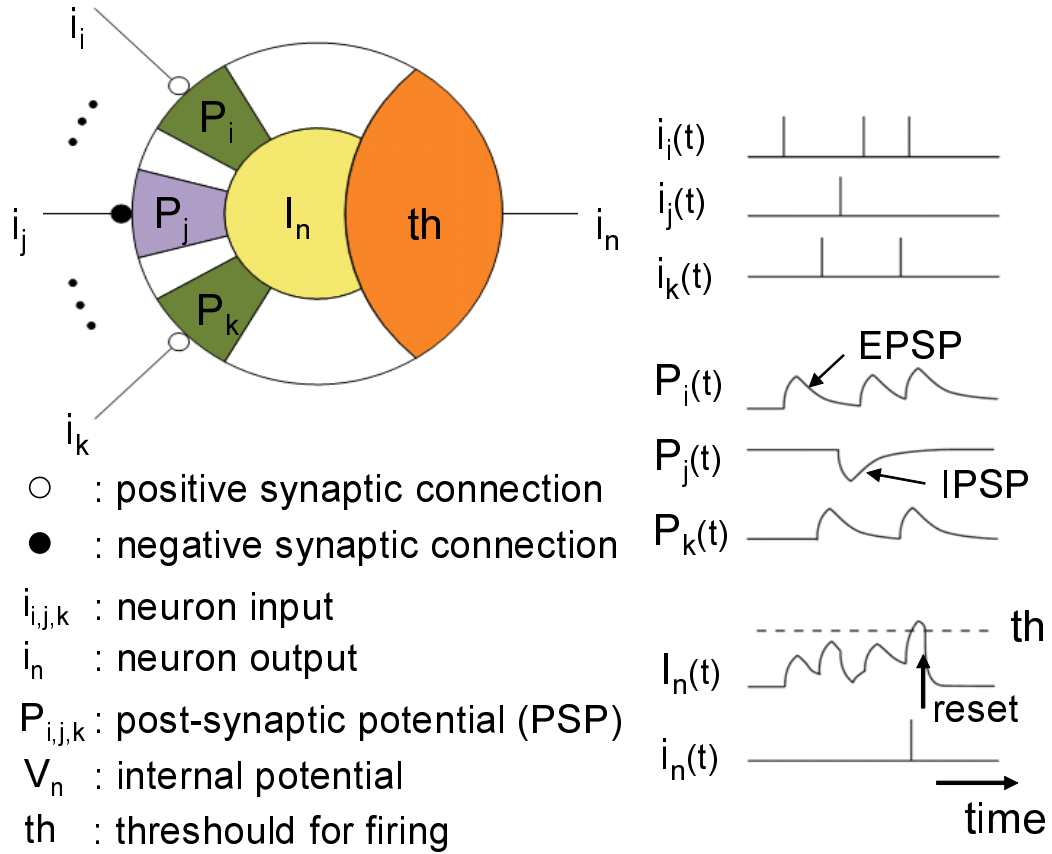 i_i
i_j
i_k
P_i
P_j
P_k
I_n
th
i_n
: positive synaptic connection
: negative synaptic connection
i_i,j,k : neuron input
i_n : neuron output
P_i,j,k : post-synaptic potential (PSP)
V_n : internal potential
th : threshould for firing
i_i(t)
i_j(t)
i_k(t)
EPSP
P_i(t)
P_j(t)
IPSP
P_k(t)
th
I_n(t)
reset
i_n(t)
time